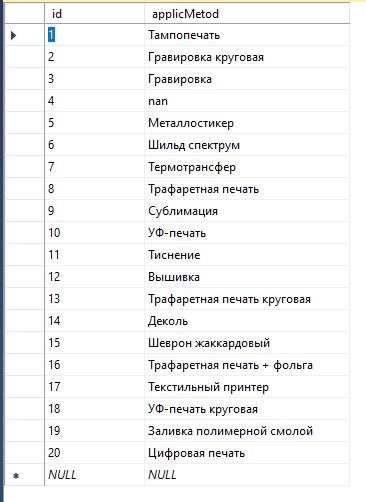 id applicMetod
1 Тампопечать
2 Гравировка круговая
3 Гравировка
4 nan
5 Металлостикер
6 Шильд спектрум
7 Термотрансфер
8 Трафаретная печать
9 Сублимация
10 УФ-печать
11 Тиснение
12 Вышивка
13 Трафаретная печать круговая
14 Деколь
15 Шеврон жаккардовый
16 Трафаретная печать + фольга
17 Текстильный принтер
18 УФ-печать круговая
19 Заливка полимерной смолой
20 Цифровая печать
NULL NULL